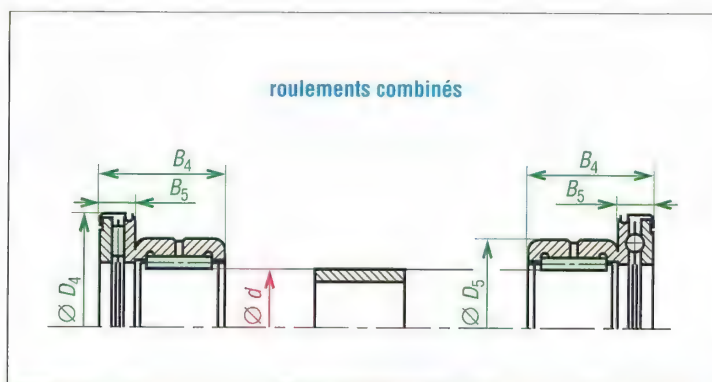 roulements combinés
B₄
B₅
Ø D₄
Ø d
Ø D₅
B₄
B₅